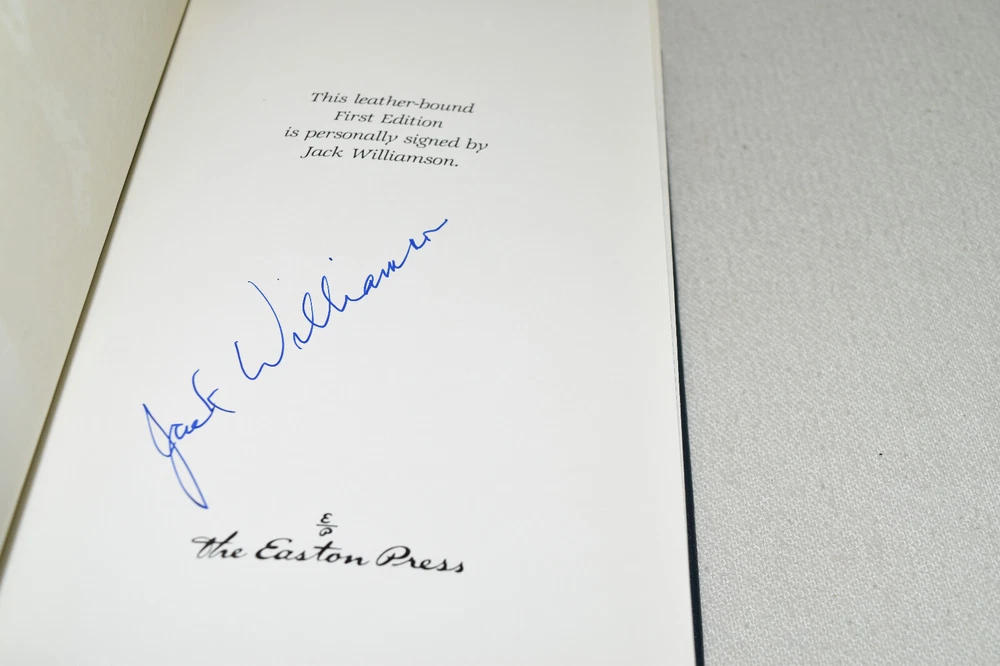 This leather-bound
First Edition
is personally signed by
Jack Williamson.
Jack Williamson
E
P
the Easton Press